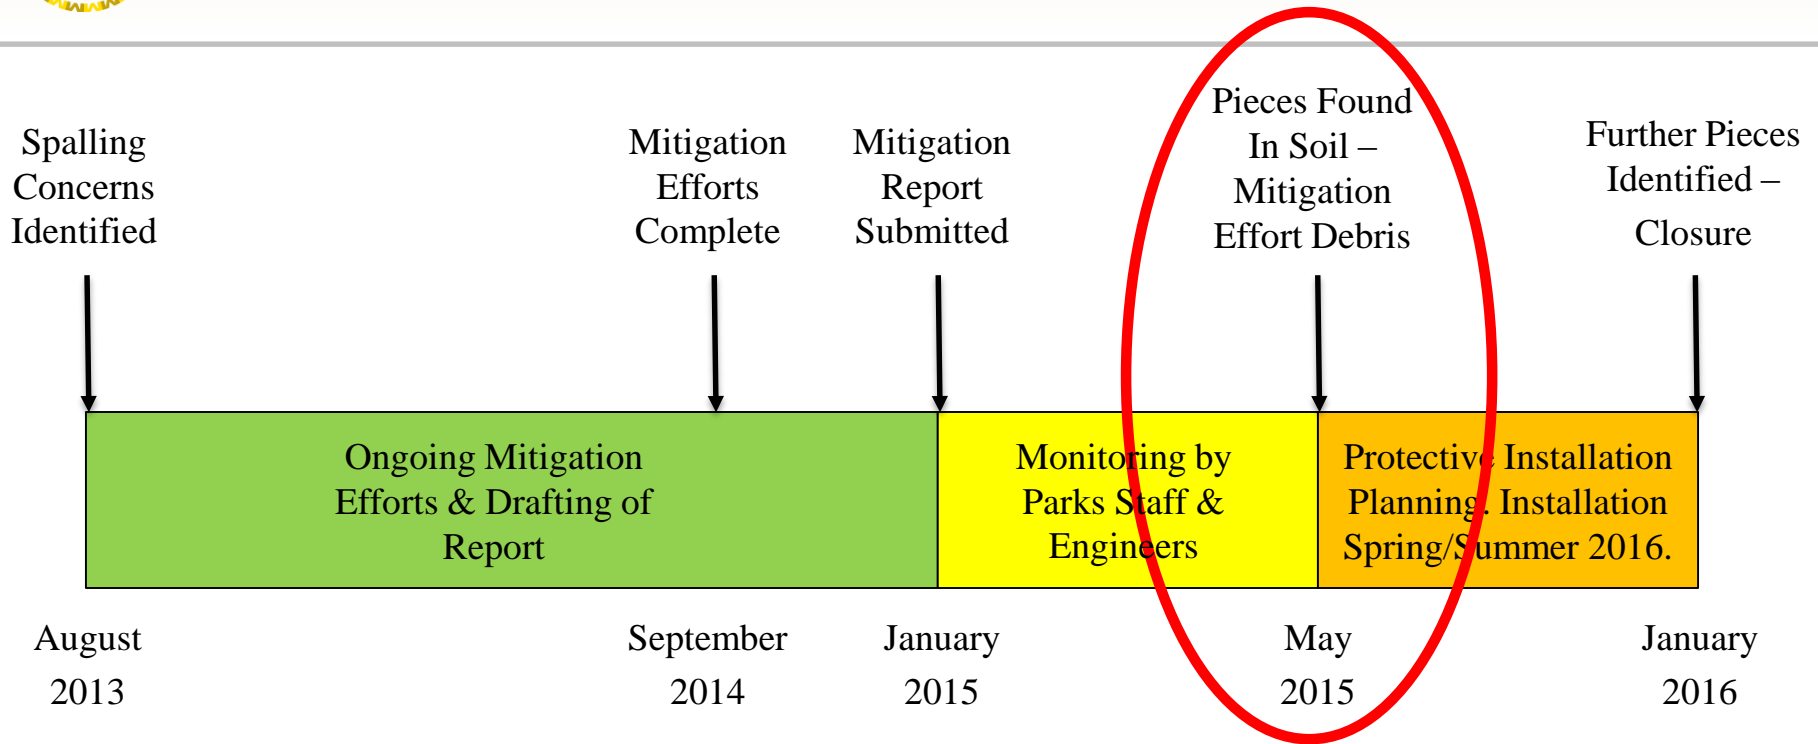 Spalling
Concerns
Identified
Mitigation
Efforts
Complete
Mitigation
Report
Submitted
Pieces Found
In Soil –
Mitigation
Effort Debris
Further Pieces
Identified –
Closure
Ongoing Mitigation
Efforts & Drafting of
Report
Monitoring by
Parks Staff &
Engineers
Protective Installation
Planning. Installation
Spring/Summer 2016.
August
2013
September
2014
January
2015
May
2015
January
2016